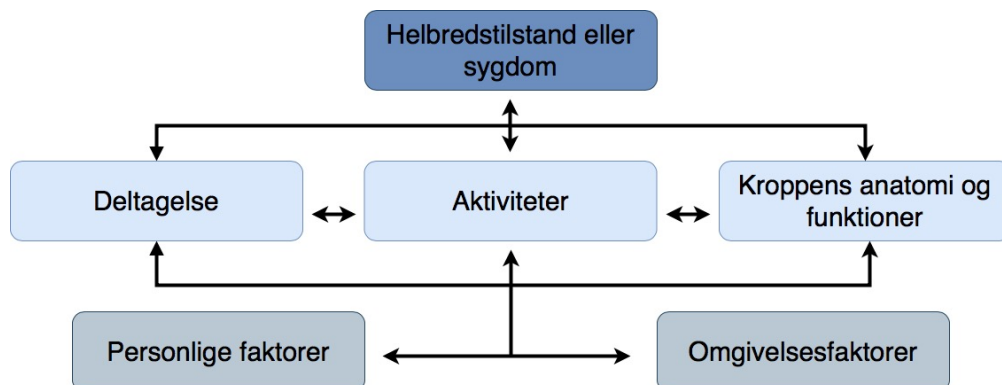 Helbredstilstand eller
sygdom
Deltagelse
Aktiviteter
Kroppens anatomi og
funktioner
Personlige faktorer
Omgivelsesfaktorer